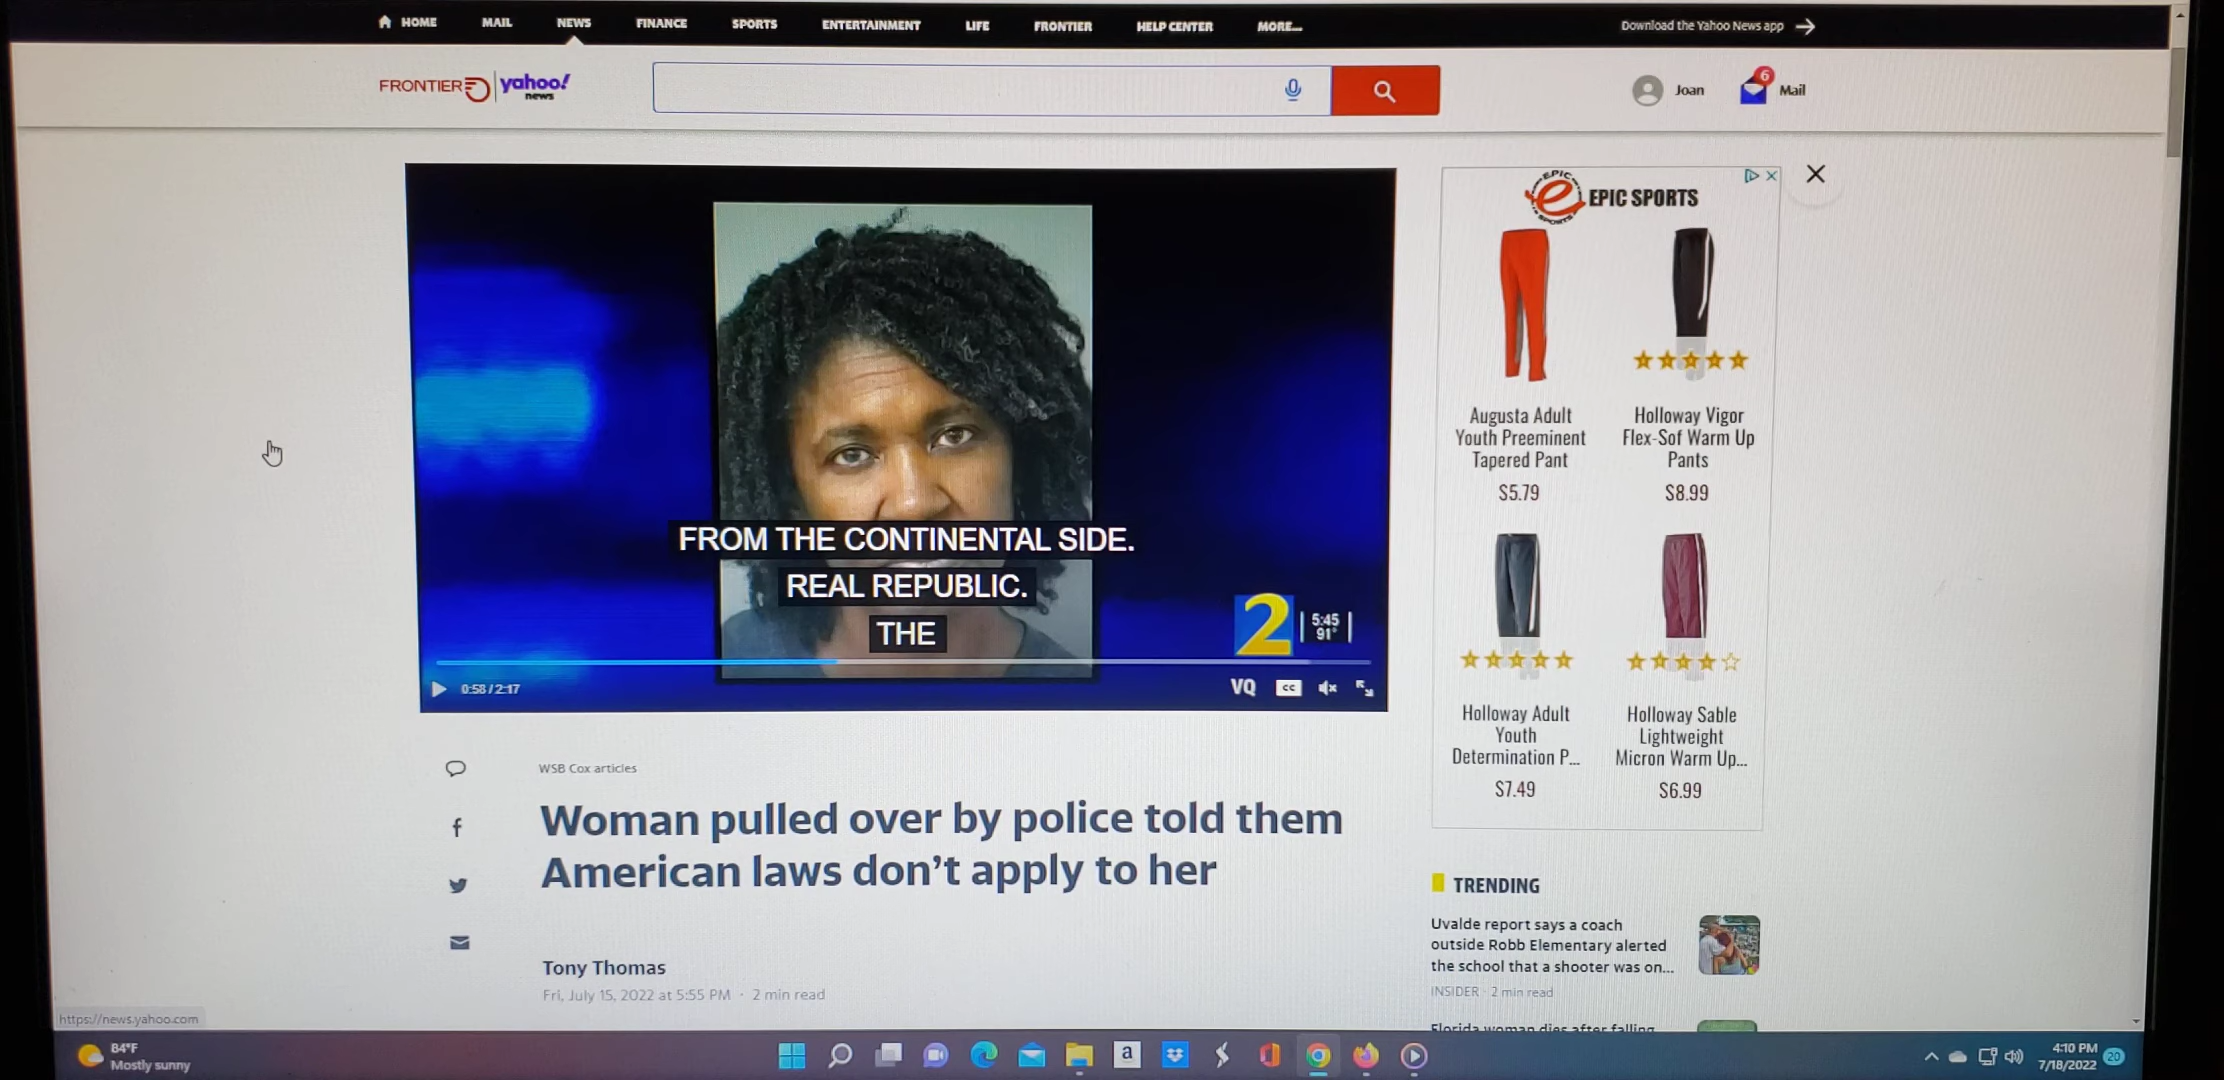 HOME MAIL NEWS FINANCE SPORTS ENTERTAINMENT LIFE FRONTIER HELP CENTER MORE... Download the Yahoo News app
FRONTIER yahoo!
news
Joan
6
Mail
FROM THE CONTINENTAL SIDE.
REAL REPUBLIC.
THE
2
5:45
91°
0:58 / 2:17
VQ CC
EPIC
SPORTS
EPIC SPORTS
Augusta Adult
Youth Preeminent
Tapered Pant
$5.79
Holloway Vigor
Flex-Sof Warm Up
Pants
$8.99
Holloway Adult
Youth
Determination P...
$7.49
Holloway Sable
Lightweight
Micron Warm Up...
$6.99
WSB Cox articles
Woman pulled over by police told them
American laws don't apply to her
Tony Thomas
Fri, July 15, 2022 at 5:55 PM · 2 min read
TRENDING
Uvalde report says a coach
outside Robb Elementary alerted
the school that a shooter was on...
INSIDER · 2 min read
Florida woman dies after falling
https://news.yahoo.com
84°F
Mostly sunny
a
4:10 PM
7/18/2022
20